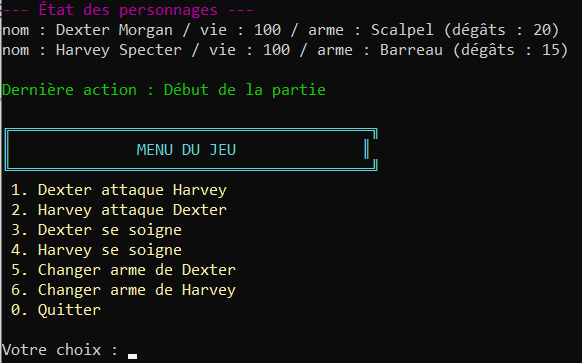 --- État des personnages ---
nom : Dexter Morgan / vie : 100 / arme : Scalpel (dégâts : 20)
nom : Harvey Specter / vie : 100 / arme : Barreau (dégâts : 15)
Dernière action : Début de la partie
MENU DU JEU
1. Dexter attaque Harvey
2. Harvey attaque Dexter
3. Dexter se soigne
4. Harvey se soigne
5. Changer arme de Dexter
6. Changer arme de Harvey
0. Quitter
Votre choix :